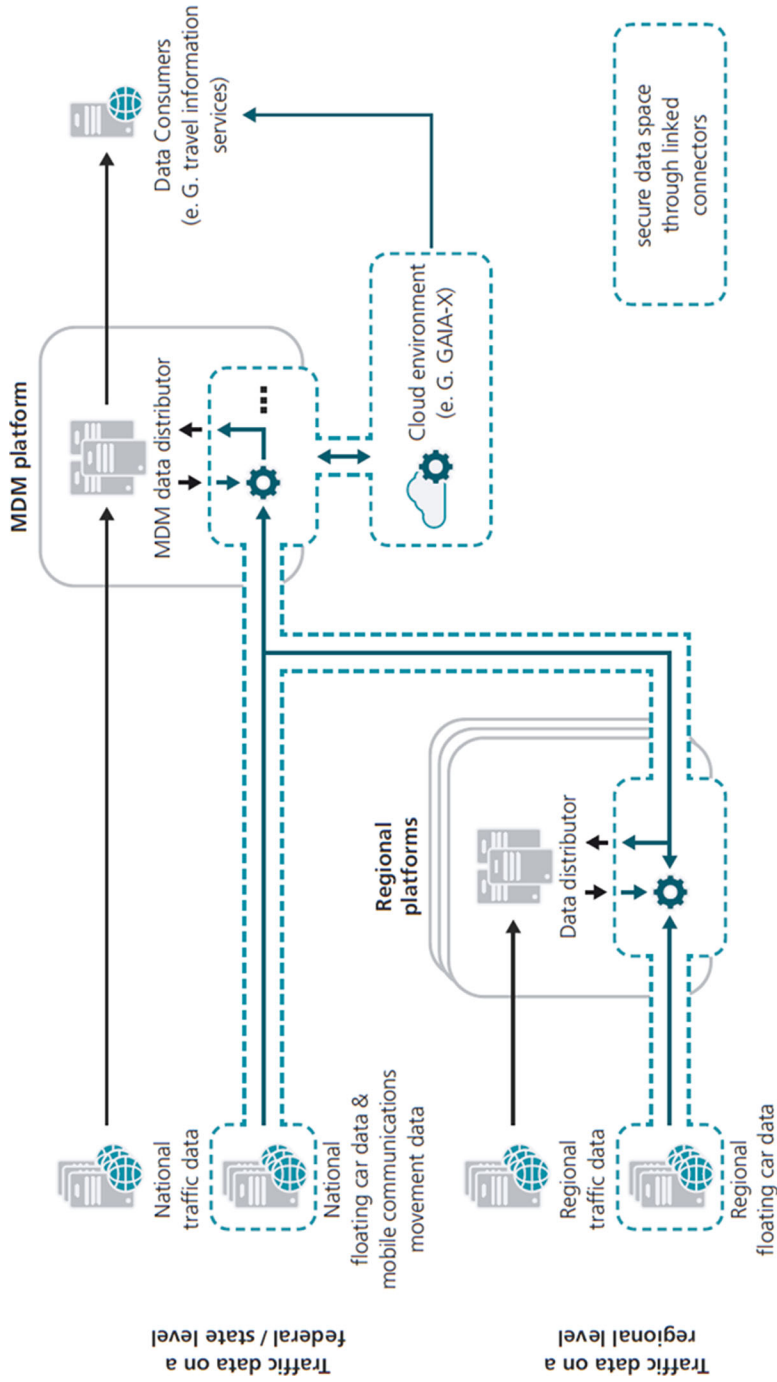 Traffic data on a
federal / state level
National
traffic data
National
floating car data &
mobile communications
movement data
MDM platform
MDM data distributor
...
Data Consumers
(e. G. travel information
services)
Cloud environment
(e. G. GAIA-X)
Traffic data on a
regional level
Regional
traffic data
Regional
floating car data
Regional
platforms
Data distributor
secure data space
through linked
connectors